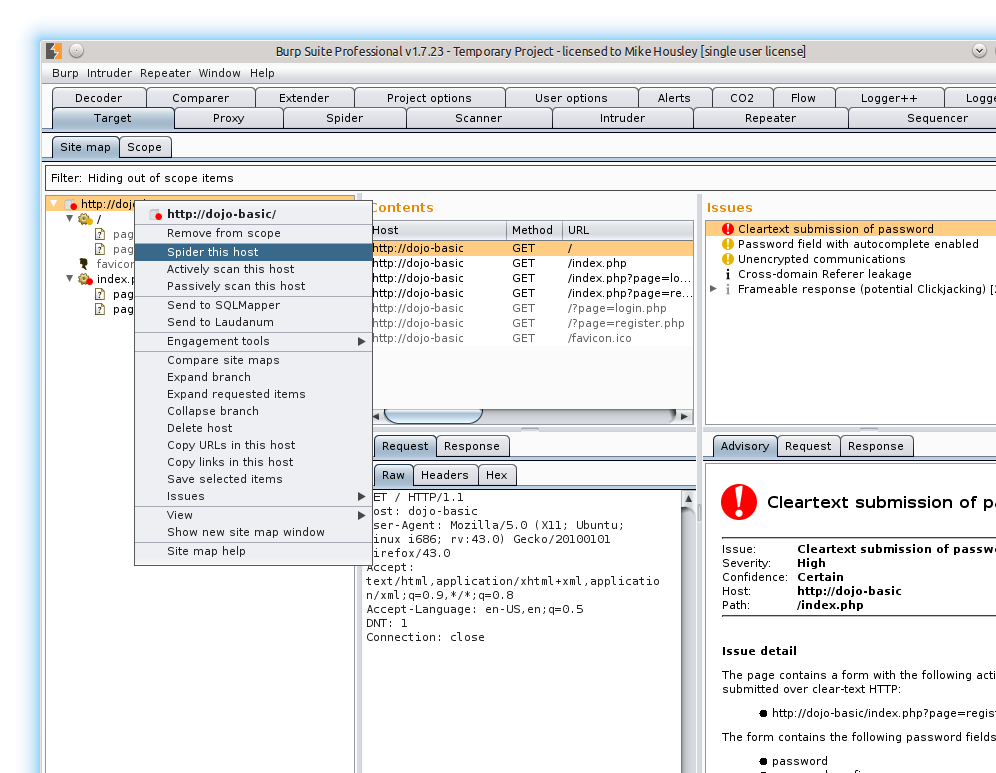 Burp Suite Professional v1.7.23 - Temporary Project - licensed to Mike Housley [single user license]
Burp Intruder Repeater Window Help
Decoder Comparer Extender Project options User options Alerts CO2 Flow Logger++ Logg
Target Proxy Spider Scanner Intruder Repeater Sequencer
Site map Scope
Filter: Hiding out of scope items
http://dojo
/
pag
pag
favicon
index.p
pag
pag
http://dojo-basic/
Remove from scope
Spider this host
Actively scan this host
Passively scan this host
Send to SQLMapper
Send to Laudanum
Engagement tools
Compare site maps
Expand branch
Expand requested items
Collapse branch
Delete host
Copy URLs in this host
Copy links in this host
Save selected items
Issues
View
Show new site map window
Site map help
Contents
Host Method URL
http://dojo-basic GET /
http://dojo-basic GET /index.php
http://dojo-basic GET /index.php?page=lo...
http://dojo-basic GET /index.php?page=re...
http://dojo-basic GET /?page=login.php
http://dojo-basic GET /?page=register.php
http://dojo-basic GET /favicon.ico
Request Response
Raw Headers Hex
ET / HTTP/1.1
ost: dojo-basic
ser-Agent: Mozilla/5.0 (X11; Ubuntu;
inux i686; rv:43.0) Gecko/20100101
irefox/43.0
Accept:
text/html,application/xhtml+xml,applicatio
n/xml;q=0.9,*/*;q=0.8
Accept-Language: en-US,en;q=0.5
DNT: 1
Connection: close
Issues
Cleartext submission of password
Password field with autocomplete enabled
Unencrypted communications
Cross-domain Referer leakage
Frameable response (potential Clickjacking) [
Advisory Request Response
Cleartext submission of p
Issue: Cleartext submission of passw
Severity: High
Confidence: Certain
Host: http://dojo-basic
Path: /index.php
Issue detail
The page contains a form with the following acti
submitted over clear-text HTTP:
http://dojo-basic/index.php?page=regis
The form contains the following password fields
password